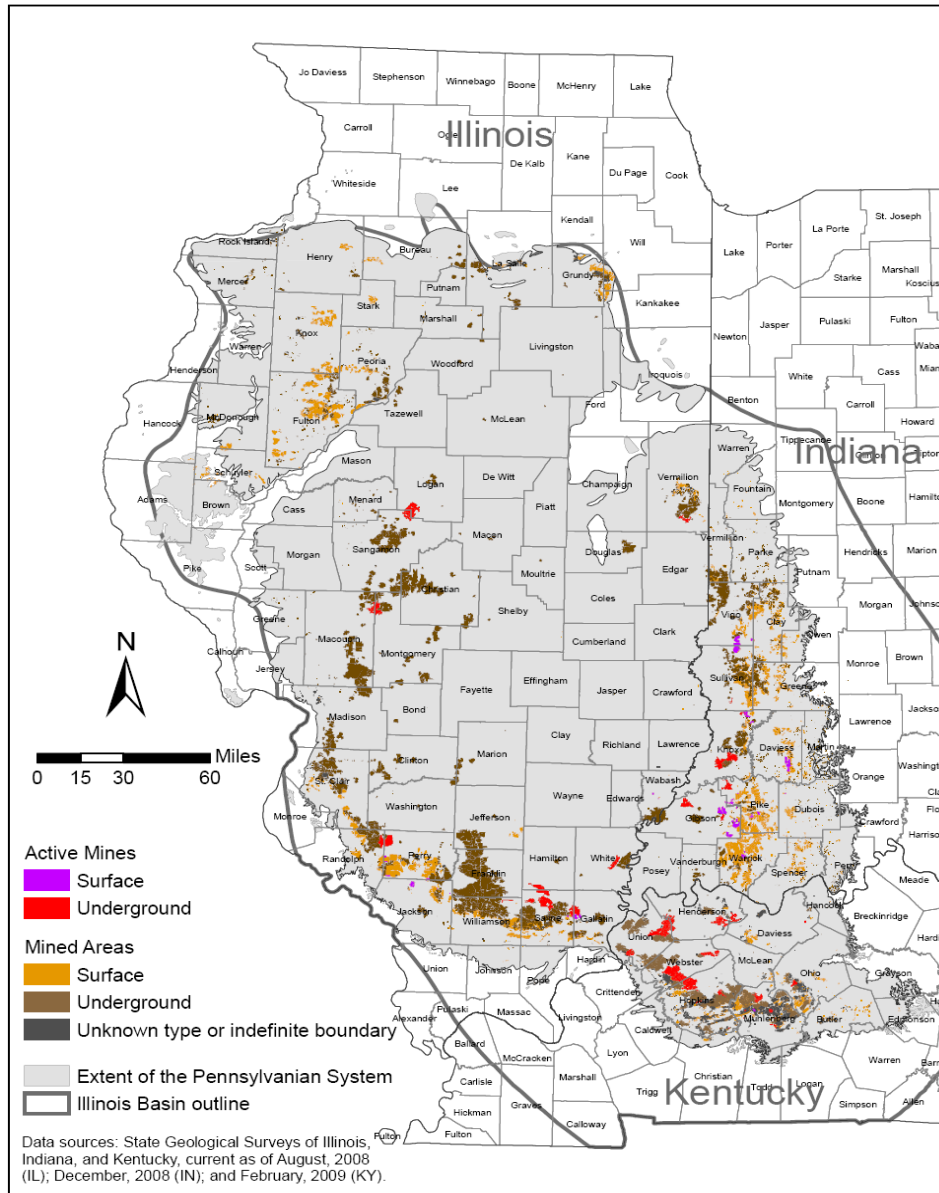 Jo Daviess
Stephenson
Winnebago
Boone
McHenry
Lake
Carroll
Illinois
De Kalb
Kane
Du Page
Cook
Whiteside
Lee
Kendall
Will
Lake
Porter
La Porte
St. Joseph
Rock Island
Henry
Bureau
La Salle
Grundy
Starke
Marshall
Mercer
Putnam
Kankakee
Stark
Marshall
Newton
Jasper
Pulaski
Fulton
Knox
Livingston
Warren
Peoria
Woodford
Henderson
Iroquois
White
Cass
Benton
Carroll
Hancock
McDonough
Fulton
Tazewell
McLean
Ford
Howard
Tippecanoe
Warren
Indiana
Schuyler
Mason
Logan
De Witt
Champaign
Vermilion
Fountain
Adams
Brown
Cass
Menard
Piatt
Montgomery
Boone
Sangamon
Macon
Douglas
Vermillion
Parke
Hendricks
Marion
Morgan
Edgar
Putnam
Pike
Scott
Christian
Moultrie
Coles
Vigo
Clay
Morgan
Greene
Shelby
Owen
N
Macoupin
Montgomery
Cumberland
Clark
Monroe
Brown
Calhoun
Jersey
Sullivan
Greene
Fayette
Effingham
Jasper
Crawford
Madison
Bond
Lawrence
Clay
Richland
Lawrence
Knox
Daviess
Martin
Miles
0 15 30 60
Clinton
Marion
Orange
St. Clair
Wayne
Edwards
Wabash
Monroe
Washington
Jefferson
Gibson
Pike
Dubois
Crawford
Active Mines
Surface
Underground
Randolph
Perry
Hamilton
White
Posey
Vanderburgh
Warrick
Spencer
Perry
Franklin
Meade
Mined Areas
Jackson
Williamson
Saline
Gallatin
Henderson
Hancock
Breckinridge
Surface
Underground
Unknown type or indefinite boundary
Union
Johnson
Pope
Hardin
Union
Daviess
Webster
McLean
Ohio
Grayson
Alexander
Pulaski
Massac
Crittenden
Livingston
Hopkins
Muhlenberg
Butler
Edmonson
Caldwell
Extent of the Pennsylvanian System
Illinois Basin outline
Ballard
McCracken
Lyon
Warren
Carlisle
Marshall
Trigg
Christian
Todd
Logan
Kentucky
Simpson
Allen
Hickman
Graves
Fulton
Fulton
Calloway
Data sources: State Geological Surveys of Illinois,
Indiana, and Kentucky, current as of August, 2008
(IL); December, 2008 (IN); and February, 2009 (KY).